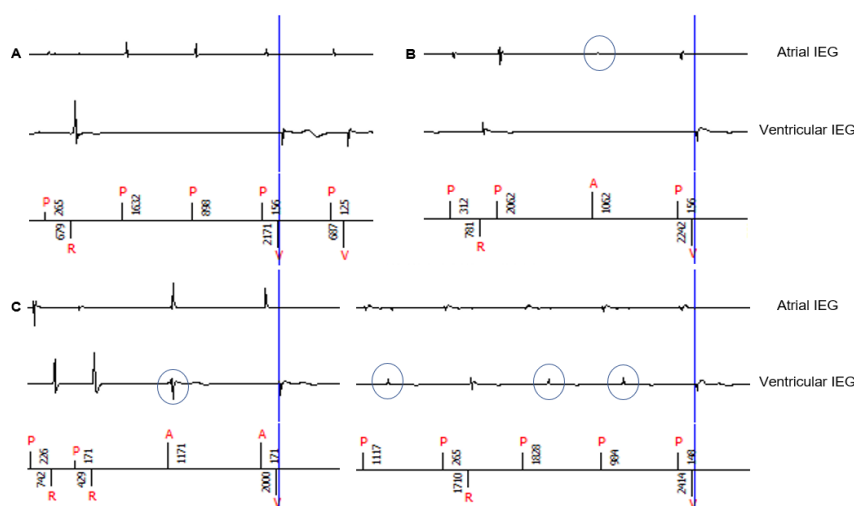 A
B
Atrial IEG
Ventricular IEG
P 265 P 1632 P 898 P 156 P 125
679 R 2171 V 687 V
P 312 P 2062 A 1062 P 156
781 R 2242 V
C
Atrial IEG
Ventricular IEG
P 226 P 171 A 1171 A 171
742 R 429 R 2000 V
P 1117 P 265 P 1828 P 984 P 148
1710 R 2414 V